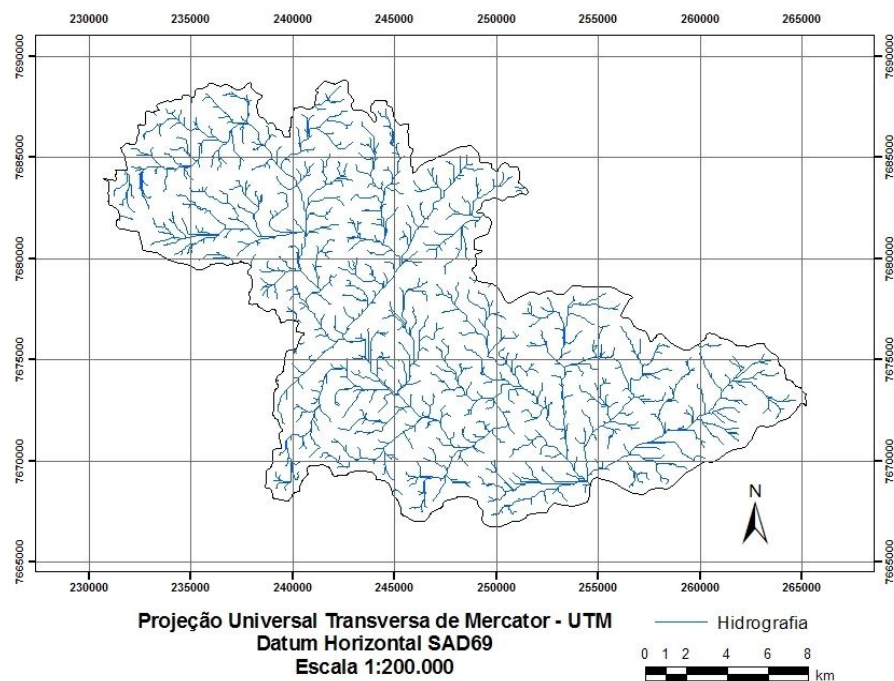 230000 235000 240000 245000 250000 255000 260000 265000
7690000 7690000
7685000 7685000
7680000 7680000
7675000 7675000
7670000 7670000
7665000 7665000
N
230000 235000 240000 245000 250000 255000 260000 265000
Projeção Universal Transversa de Mercator - UTM
Datum Horizontal SAD69
Escala 1:200.000
Hidrografia
0 1 2 4 6 8
km